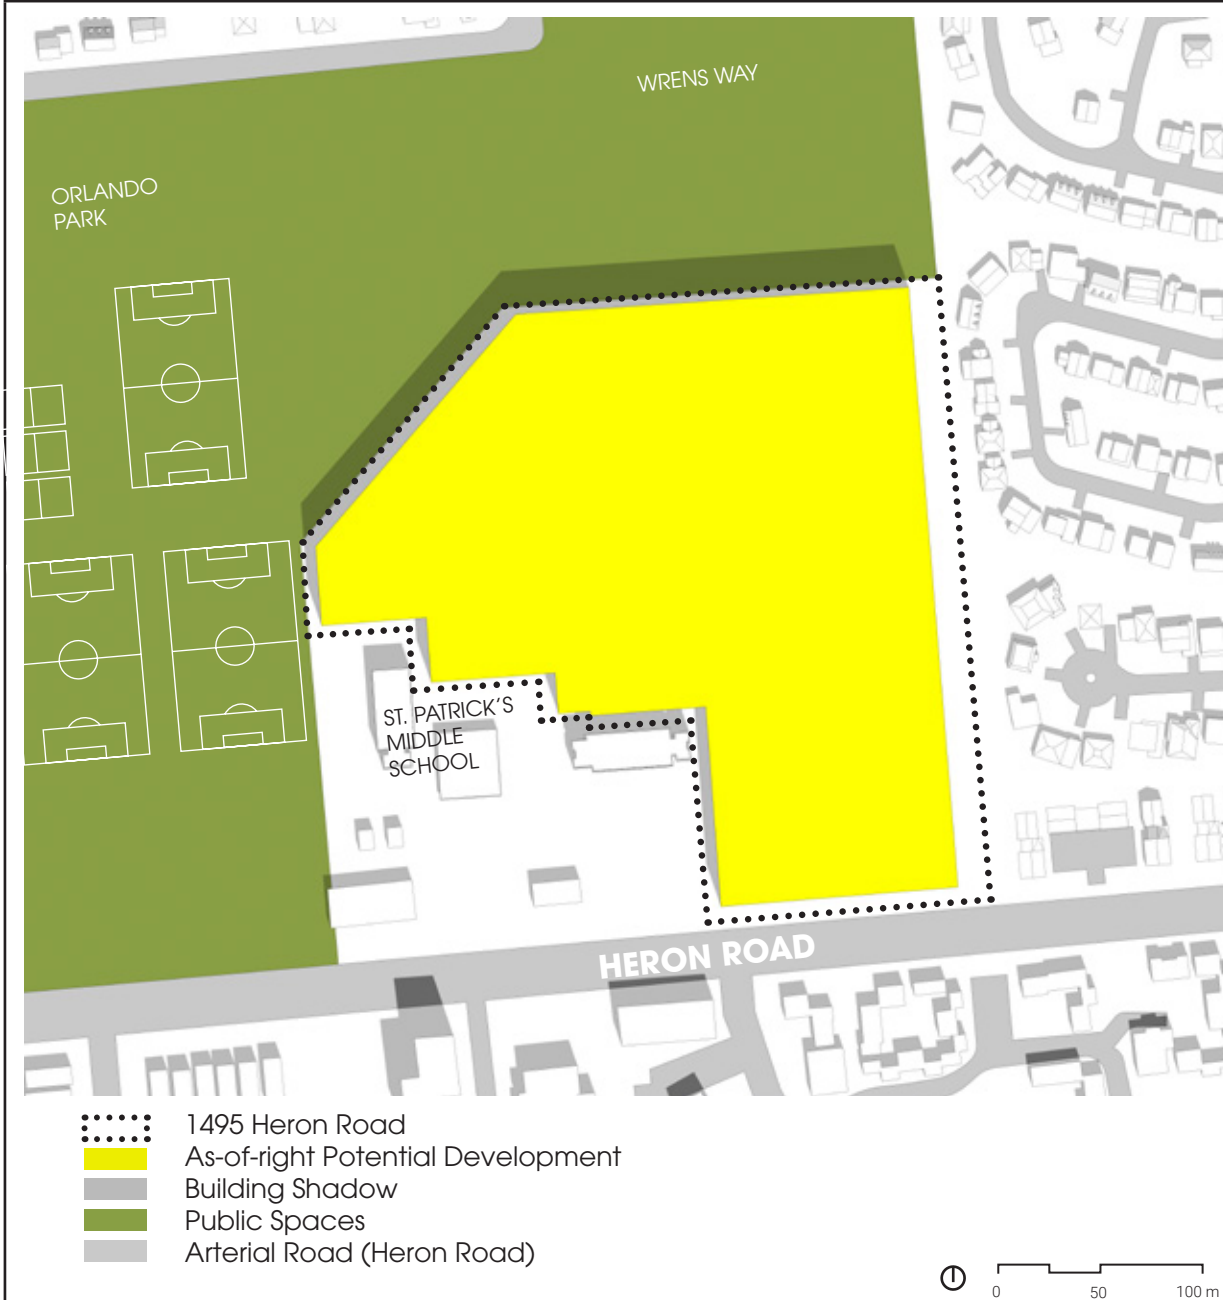 WRENS WAY
ORLANDO
PARK
ST. PATRICK'S
MIDDLE
SCHOOL
HERON ROAD
1495 Heron Road
As-of-right Potential Development
Building Shadow
Public Spaces
Arterial Road (Heron Road)
0 50 100 m